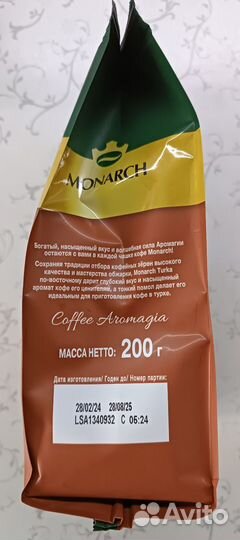 MONARCH
Богатый, насыщенный вкус и волшебная сила Аромагии
остаются с вами в каждой чашке кофе Monarch!
Сохраняя традиции отбора кофейных зёрен высокого
качества и мастерства обжарки, Monarch Turka
по-восточному дарит глубокий вкус и насыщенный
аромат кофе его ценителям, а тонкий помол делает его
идеальным для приготовления кофе в турке.
Coffee Aromagia
МАССА НЕТТО: 200 г
Дата изготовления/ Годен до/ Номер партии:
28/02/24 28/08/25
LSA1340932 C 05:24
Avito